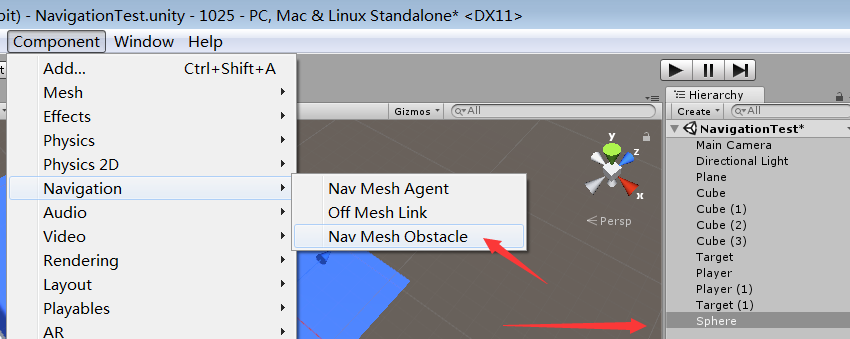 bit) - NavigationTest.unity - 1025 - PC, Mac & Linux Standalone* <DX11>
Component Window Help
Add... Ctrl+Shift+A
Mesh
Effects
Physics
Physics 2D
Navigation
Audio
Video
Rendering
Layout
Playables
AR
Nav Mesh Agent
Off Mesh Link
Nav Mesh Obstacle
Gizmos All
y
z
x
Persp
Hierarchy
Create All
NavigationTest*
Main Camera
Directional Light
Plane
Cube
Cube (1)
Cube (2)
Cube (3)
Target
Player
Player (1)
Target (1)
Sphere